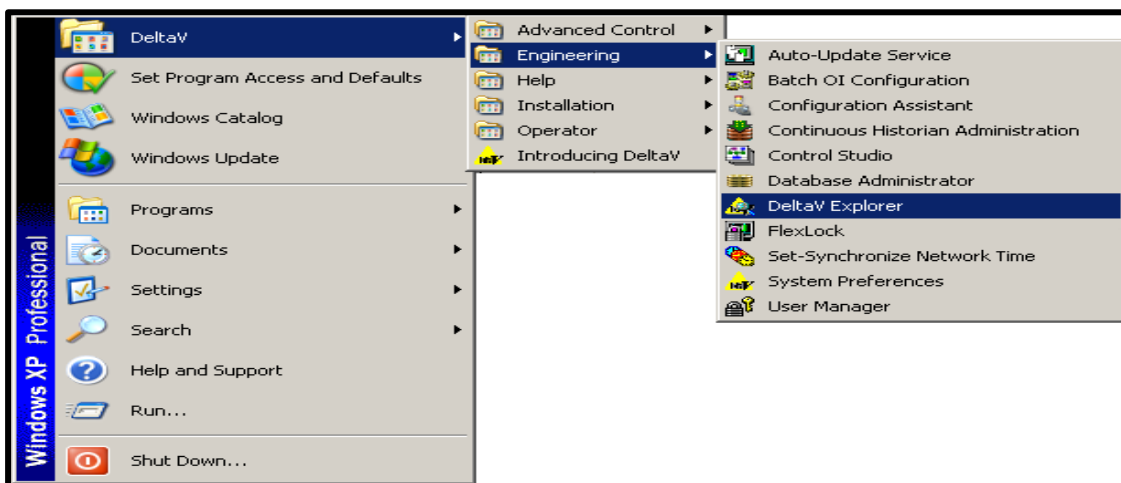 DeltaV
Set Program Access and Defaults
Windows Catalog
Windows Update
Programs
Documents
Settings
Search
Help and Support
Run...
Shut Down...
Windows XP Professional
Advanced Control
Engineering
Help
Installation
Operator
Introducing DeltaV
Auto-Update Service
Batch OI Configuration
Configuration Assistant
Continuous Historian Administration
Control Studio
Database Administrator
DeltaV Explorer
FlexLock
Set-Synchronize Network Time
System Preferences
User Manager